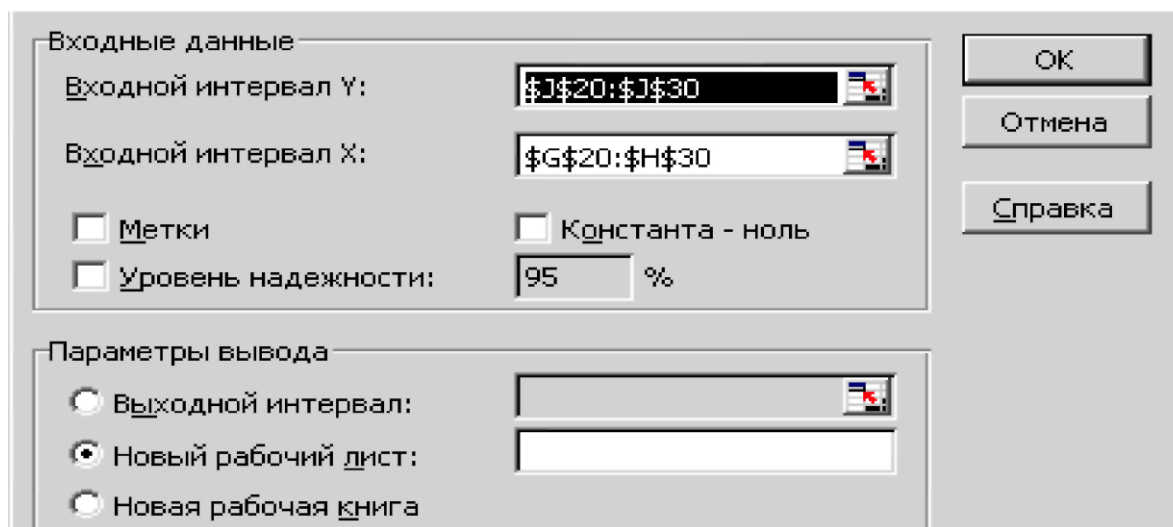 Входные данные
Входной интервал Y: $J$20:$J$30
Входной интервал X: $G$20:$H$30
Метки Константа - ноль
Уровень надежности: 95 %
OK
Отмена
Справка
Параметры вывода
Выходной интервал:
Новый рабочий лист:
Новая рабочая книга